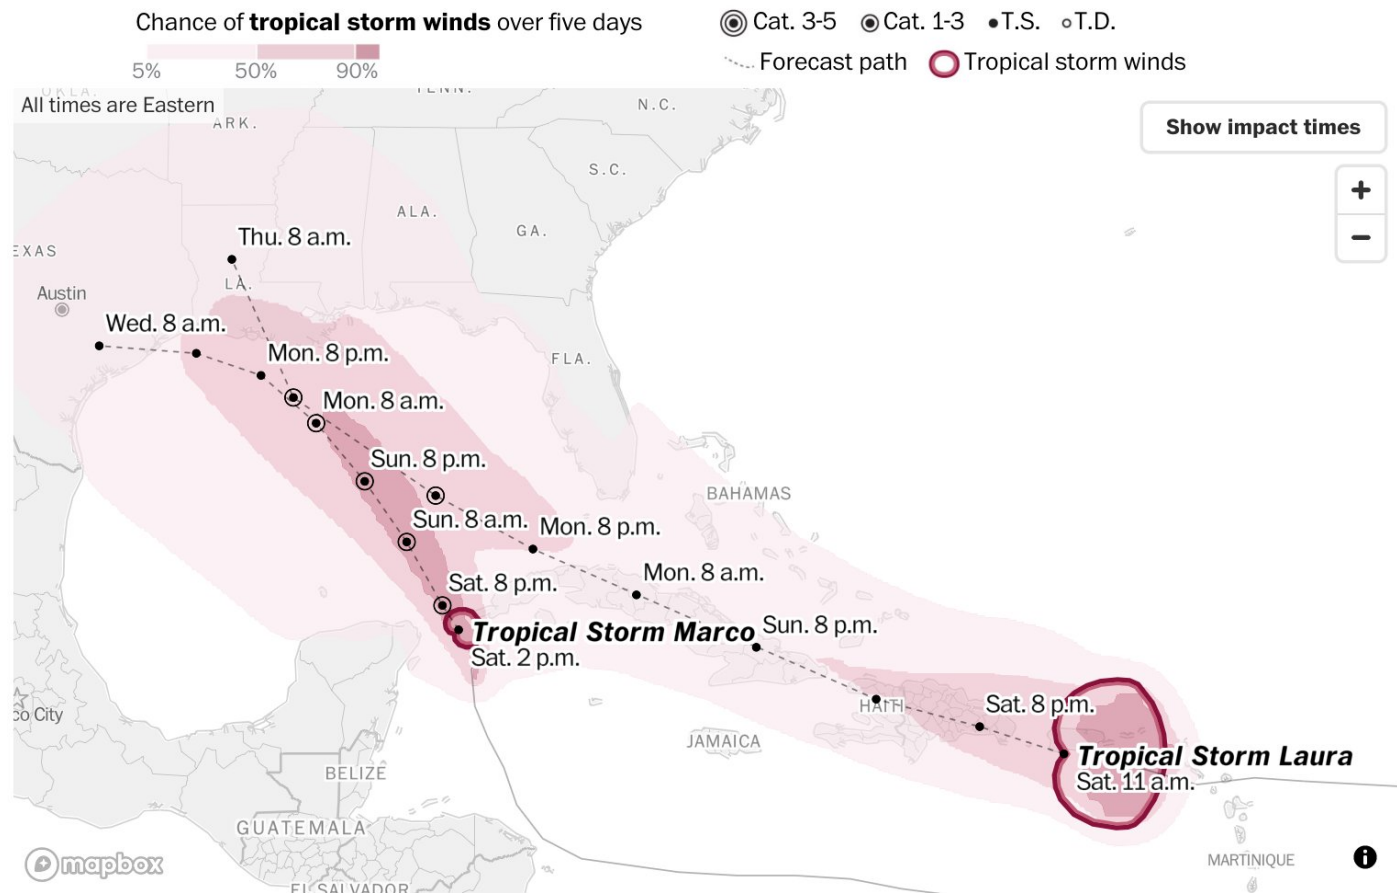 Chance of tropical storm winds over five days
5% 50% 90%
Cat. 3-5 Cat. 1-3 T.S. T.D.
Forecast path Tropical storm winds
All times are Eastern
OKLA.
TENN.
N.C.
ARK.
Show impact times
S.C.
ALA.
GA.
+
−
Thu. 8 a.m.
EXAS
LA.
Austin
Wed. 8 a.m.
Mon. 8 p.m.
FLA.
Mon. 8 a.m.
Sun. 8 p.m.
BAHAMAS
Sun. 8 a.m.
Mon. 8 p.m.
Sat. 8 p.m.
Mon. 8 a.m.
Tropical Storm Marco
Sun. 8 p.m.
Sat. 2 p.m.
co City
HAITI
Sat. 8 p.m.
JAMAICA
Tropical Storm Laura
Sat. 11 a.m.
BELIZE
GUATEMALA
mapbox
MARTINIQUE
i
EL SALVADOR